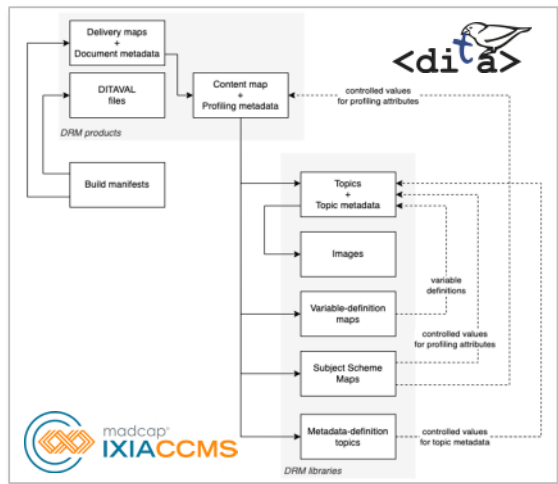 Delivery maps
+
Document metadata
DITAVAL
files
DRM products
Content map
+
Profiling metadata
<dita>
controlled values
for profiling attributes
Build manifests
Topics
+
Topic metadata
Images
variable
definitions
Variable-definition
maps
controlled values
for profiling attributes
Subject Scheme
Maps
Metadata-definition
topics
controlled values
for topic metadata
DRM libraries
madcap®
IXIACCMS